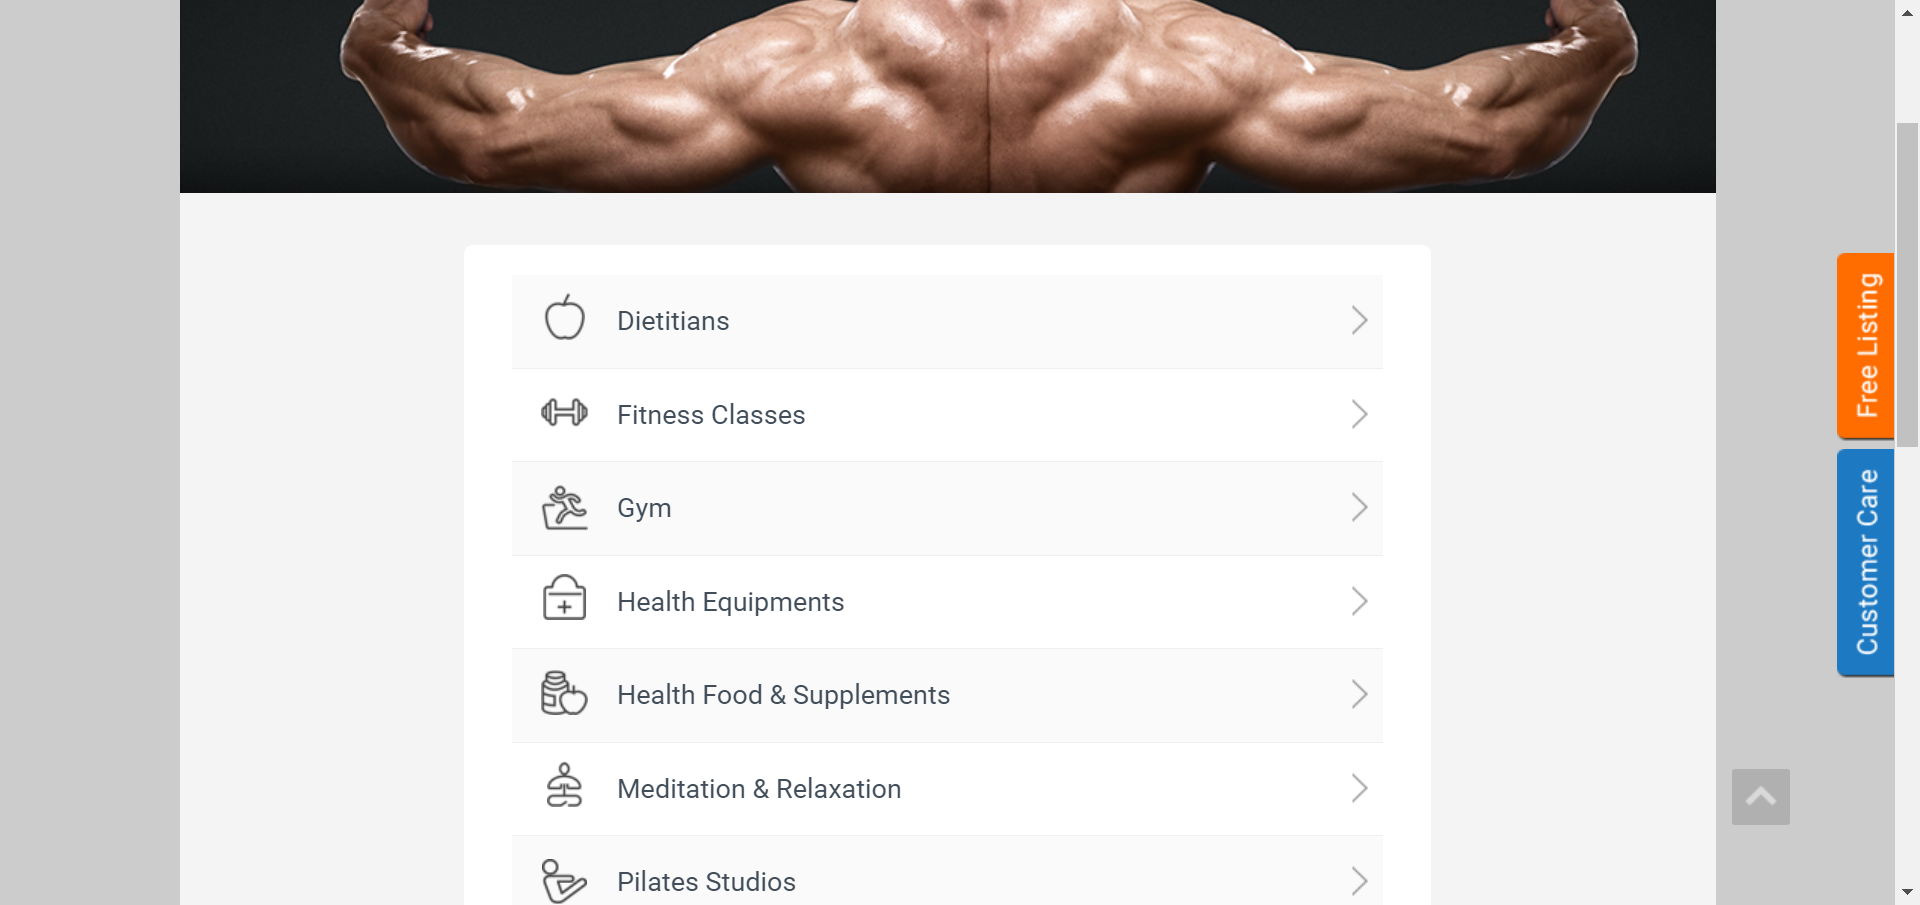 Dietitians
Fitness Classes
Gym
Health Equipments
Health Food & Supplements
Meditation & Relaxation
Pilates Studios
Free Listing
Customer Care